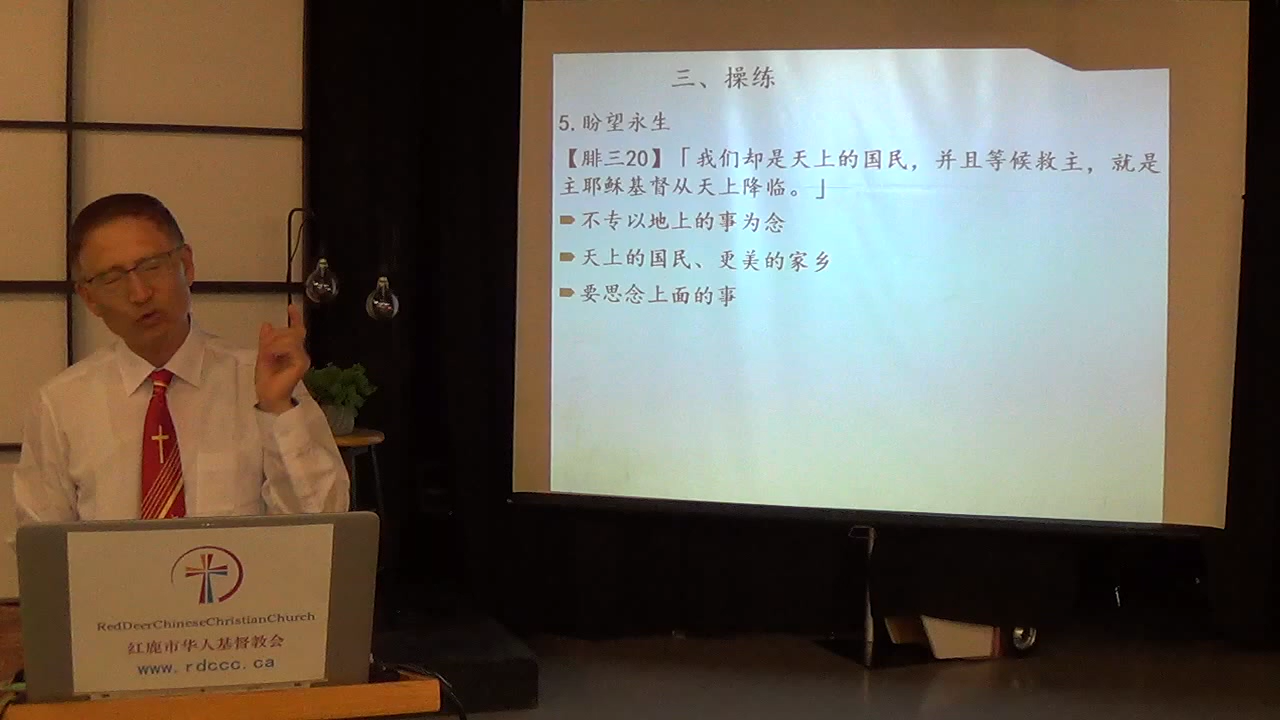 三、操练
5. 盼望永生
【腓三20】「我们却是天上的国民，并且等候救主，就是
主耶稣基督从天上降临。」
不专以地上的事为念
天上的国民、更美的家乡
要思念上面的事
RedDeerChineseChristianChurch
红鹿市华人基督教会
www.rdccc.ca